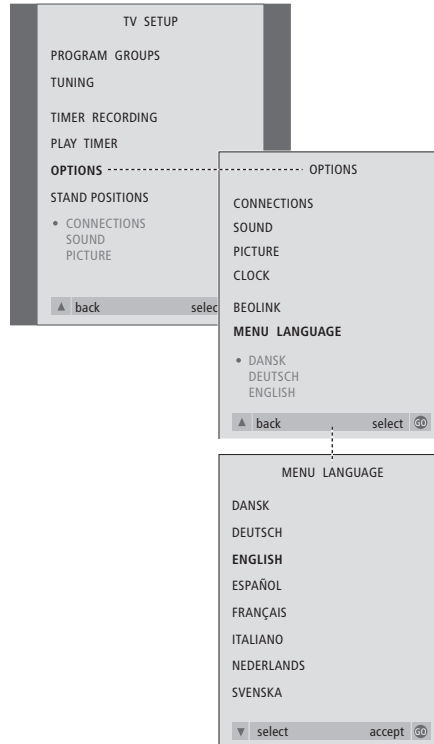 TV SETUP
PROGRAM GROUPS
TUNING
TIMER RECORDING
PLAY TIMER
OPTIONS
STAND POSITIONS
• CONNECTIONS
SOUND
PICTURE
▲ back selec
OPTIONS
CONNECTIONS
SOUND
PICTURE
CLOCK
BEOLINK
MENU LANGUAGE
• DANSK
DEUTSCH
ENGLISH
▲ back select GO
MENU LANGUAGE
DANSK
DEUTSCH
ENGLISH
ESPAÑOL
FRANÇAIS
ITALIANO
NEDERLANDS
SVENSKA
▼ select accept GO